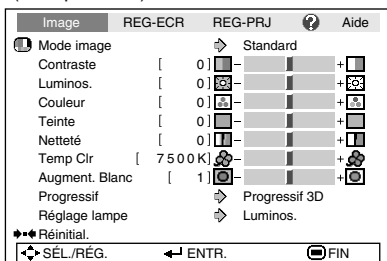 Image REG-ECR REG-PRJ ? Aide
Mode image Standard
Contraste [ 0] - +
Luminos. [ 0] - +
Couleur [ 0] - +
Teinte [ 0] - +
Netteté [ 0] - +
Temp Clr [ 7500K] - +
Augment. Blanc [ 1] - +
Progressif Progressif 3D
Réglage lampe Luminos.
Réinitial.
SÉL./RÉG. ENTR. FIN